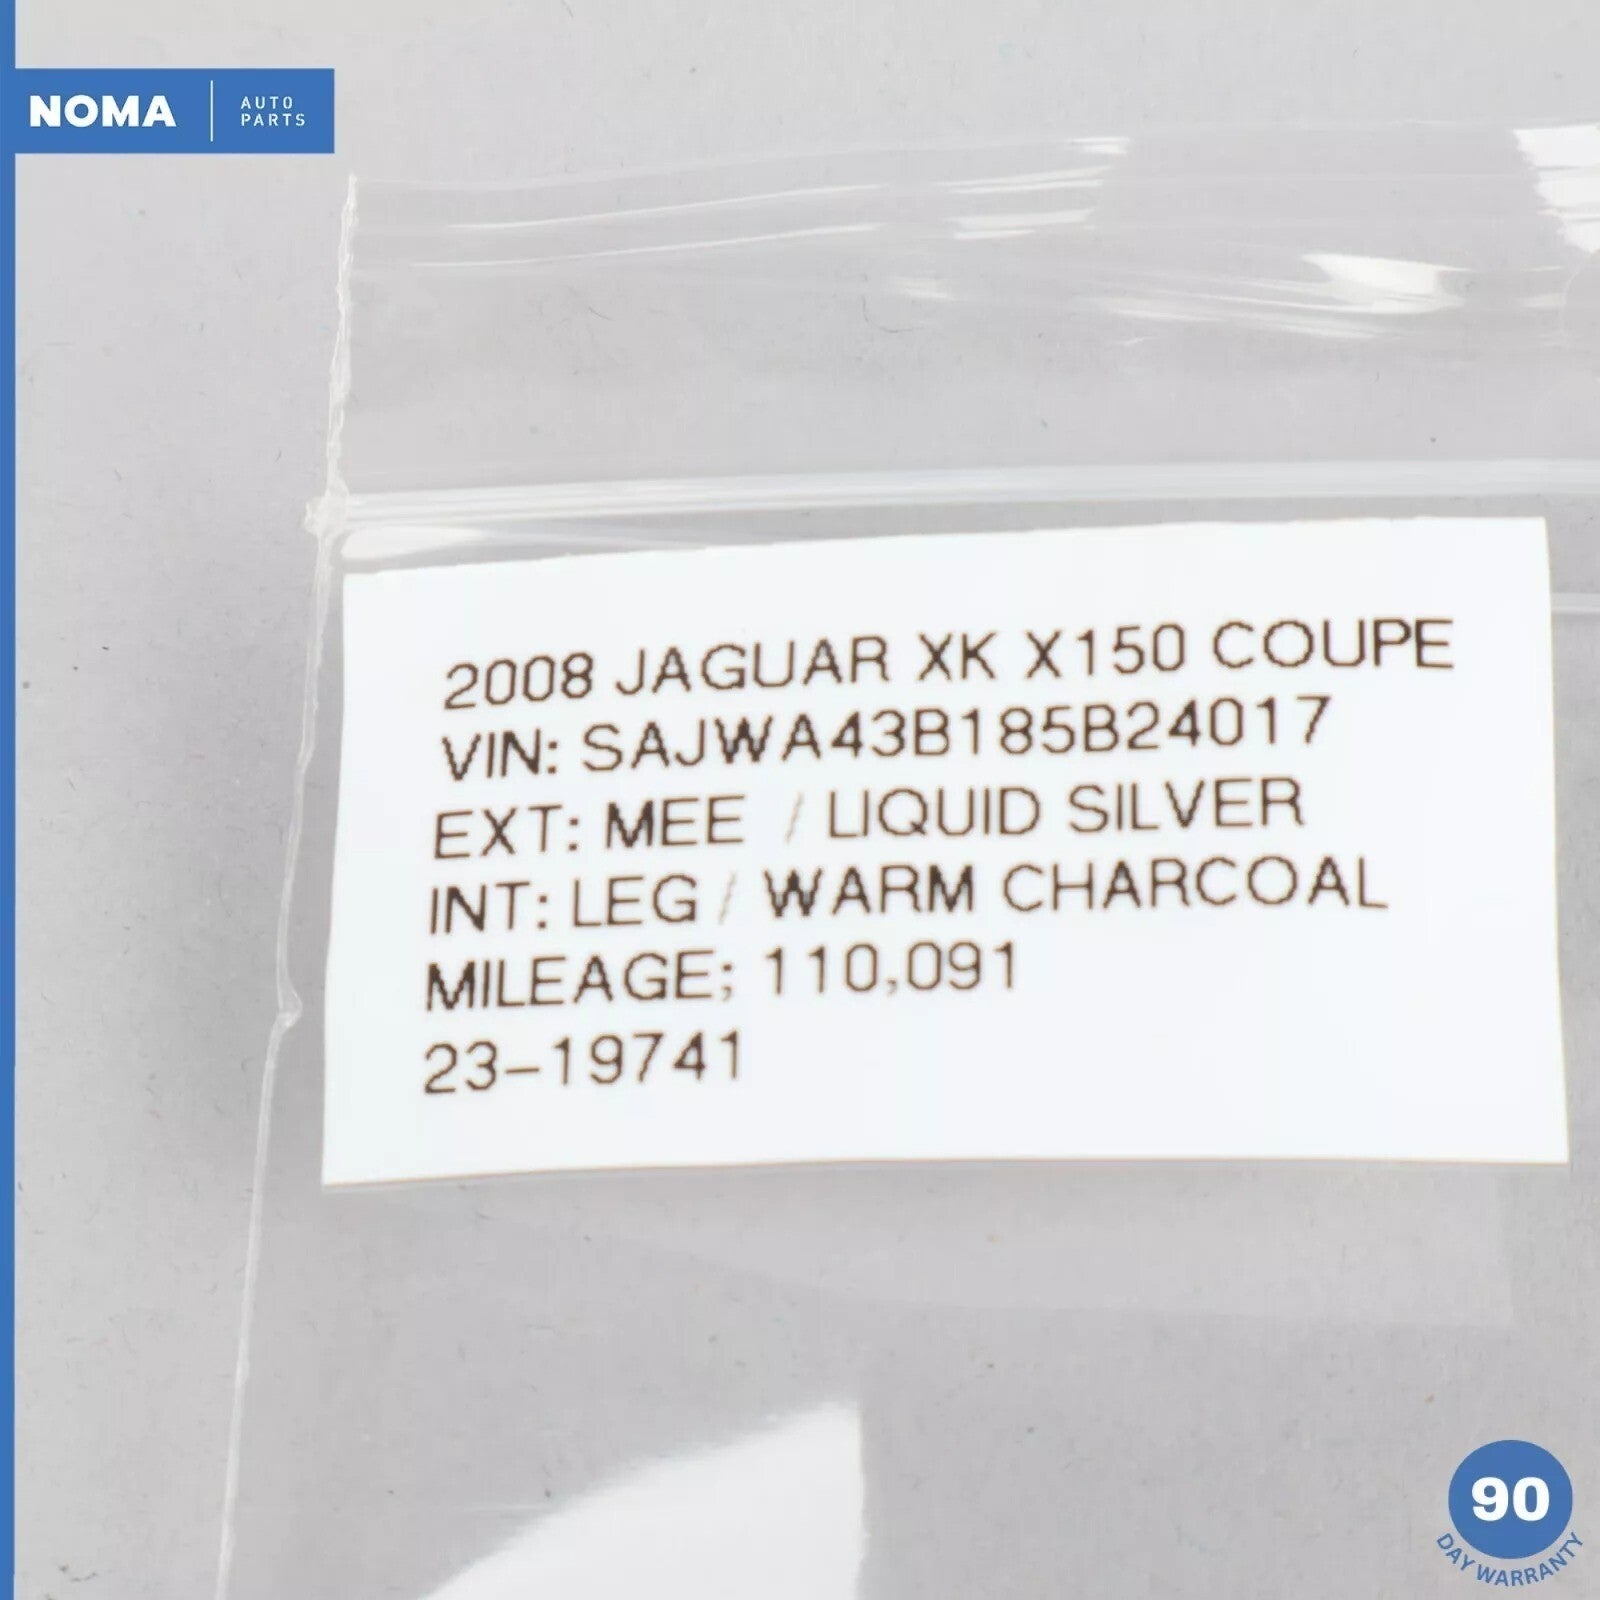 NOMA
AUTO
PARTS
2008 JAGUAR XK X150 COUPE
VIN: SAJWA43B185B24017
EXT: MEE / LIQUID SILVER
INT: LEG / WARM CHARCOAL
MILEAGE; 110,091
23-19741
90
DAY WARRANTY